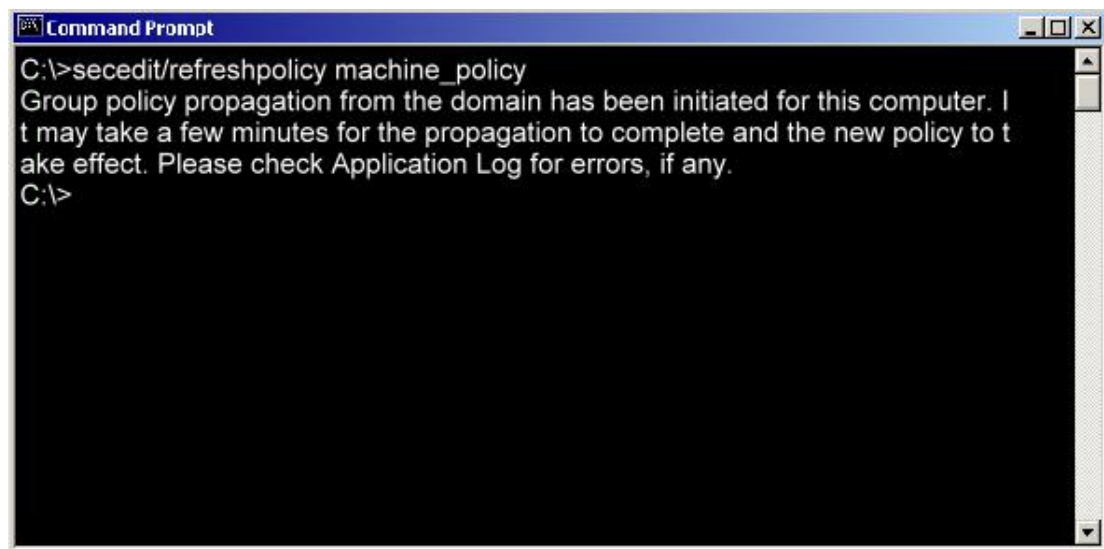 Command Prompt
C:\>secedit/refreshpolicy machine_policy
Group policy propagation from the domain has been initiated for this computer. I
t may take a few minutes for the propagation to complete and the new policy to t
ake effect. Please check Application Log for errors, if any.
C:\>